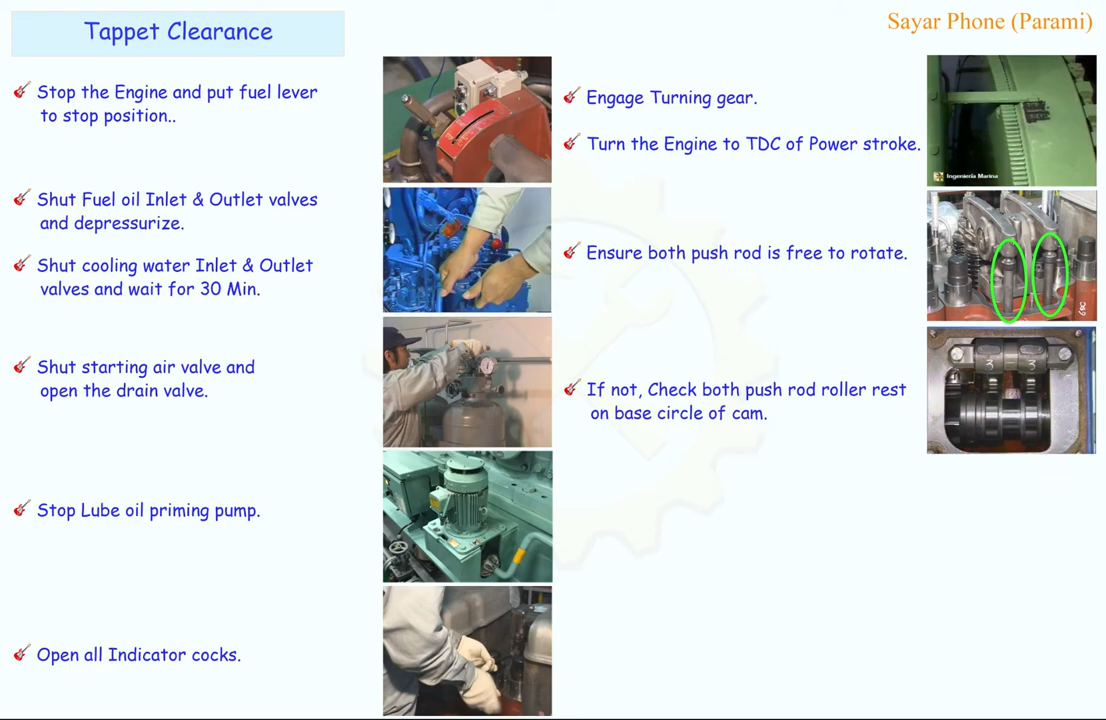 Tappet Clearance
Sayar Phone (Parami)
Stop the Engine and put fuel lever
to stop position..
Shut Fuel oil Inlet & Outlet valves
and depressurize.
Shut cooling water Inlet & Outlet
valves and wait for 30 Min.
Shut starting air valve and
open the drain valve.
Stop Lube oil priming pump.
Open all Indicator cocks.
Engage Turning gear.
Turn the Engine to TDC of Power stroke.
Ingeniería Marina
Ensure both push rod is free to rotate.
If not, Check both push rod roller rest
on base circle of cam.